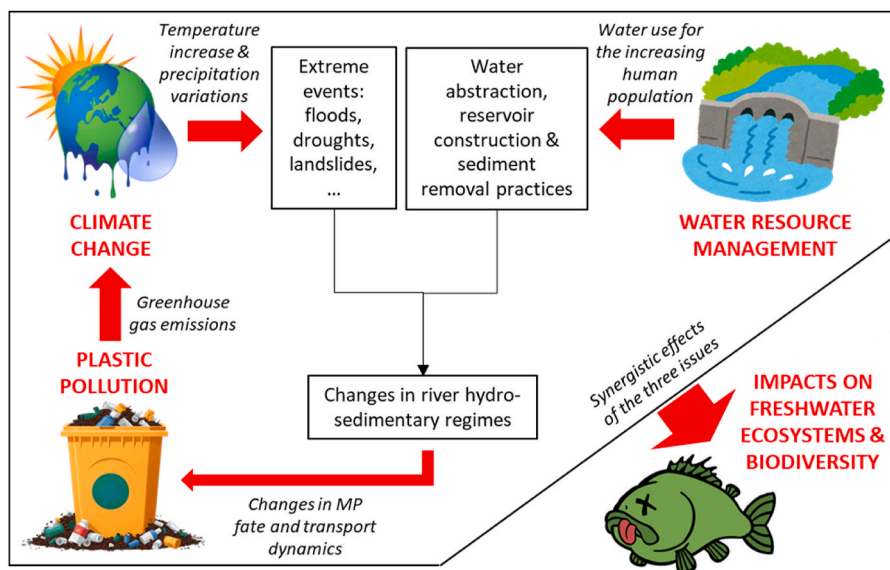 Temperature
increase &
precipitation
variations
Extreme
events:
floods,
droughts,
landslides,
...
Water
abstraction,
reservoir
construction &
sediment
removal practices
Water use for
the increasing
human
population
CLIMATE
CHANGE
WATER RESOURCE
MANAGEMENT
Greenhouse
gas emissions
PLASTIC
POLLUTION
Changes in river hydro-
sedimentary regimes
Synergistic effects
of the three issues
IMPACTS ON
FRESHWATER
ECOSYSTEMS &
BIODIVERSITY
Changes in MP
fate and transport
dynamics